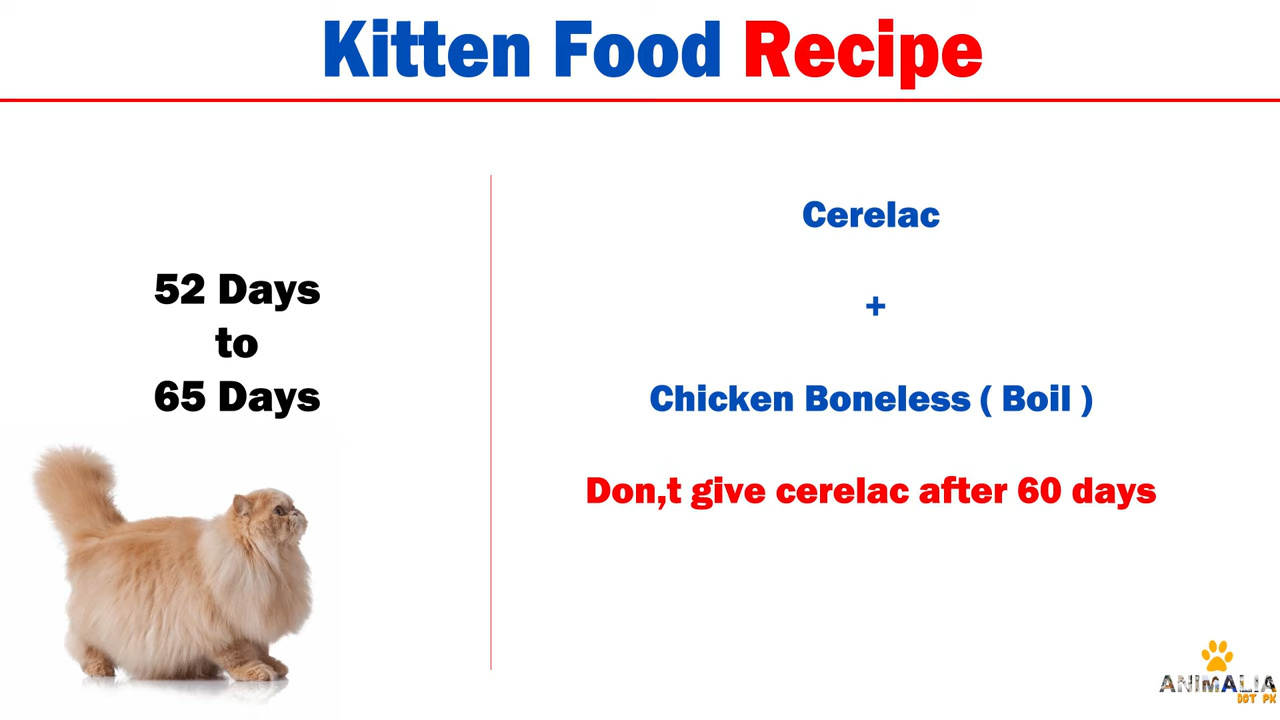 Kitten Food Recipe
52 Days
to
65 Days
Cerelac
+
Chicken Boneless ( Boil )
Don,t give cerelac after 60 days
ANIMALIA
DOT PK